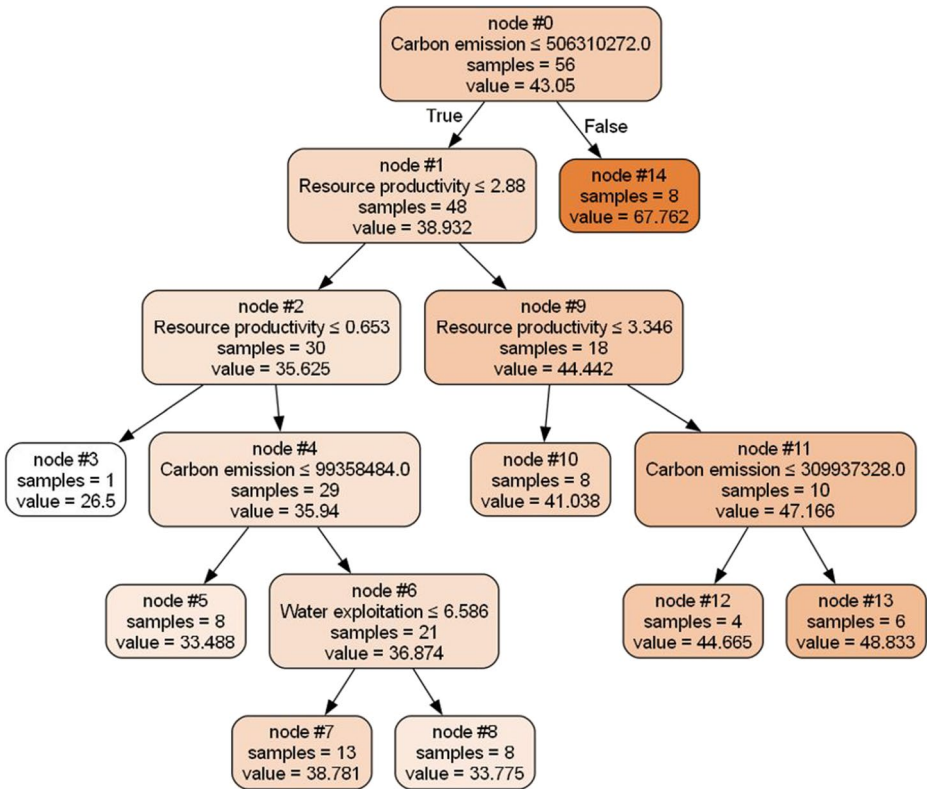 node #0
Carbon emission ≤ 506310272.0
samples = 56
value = 43.05
True
False
node #1
Resource productivity ≤ 2.88
samples = 48
value = 38.932
node #14
samples = 8
value = 67.762
node #2
Resource productivity ≤ 0.653
samples = 30
value = 35.625
node #9
Resource productivity ≤ 3.346
samples = 18
value = 44.442
node #3
samples = 1
value = 26.5
node #4
Carbon emission ≤ 99358484.0
samples = 29
value = 35.94
node #10
samples = 8
value = 41.038
node #11
Carbon emission ≤ 309937328.0
samples = 10
value = 47.166
node #5
samples = 8
value = 33.488
node #6
Water exploitation ≤ 6.586
samples = 21
value = 36.874
node #12
samples = 4
value = 44.665
node #13
samples = 6
value = 48.833
node #7
samples = 13
value = 38.781
node #8
samples = 8
value = 33.775